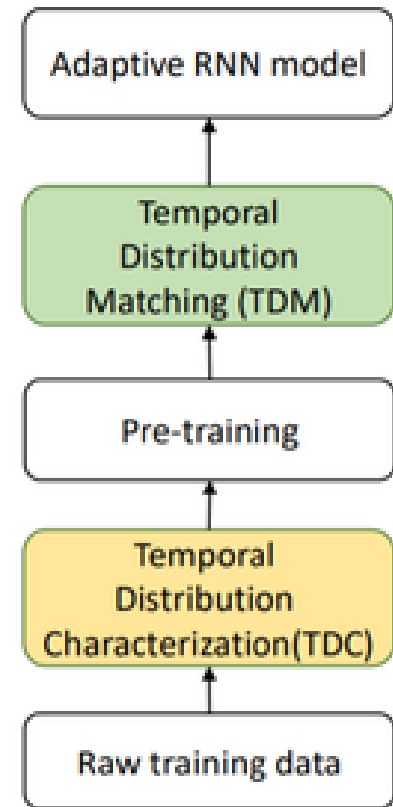 Adaptive RNN model
Temporal
Distribution
Matching (TDM)
Pre-training
Temporal
Distribution
Characterization(TDC)
Raw training data